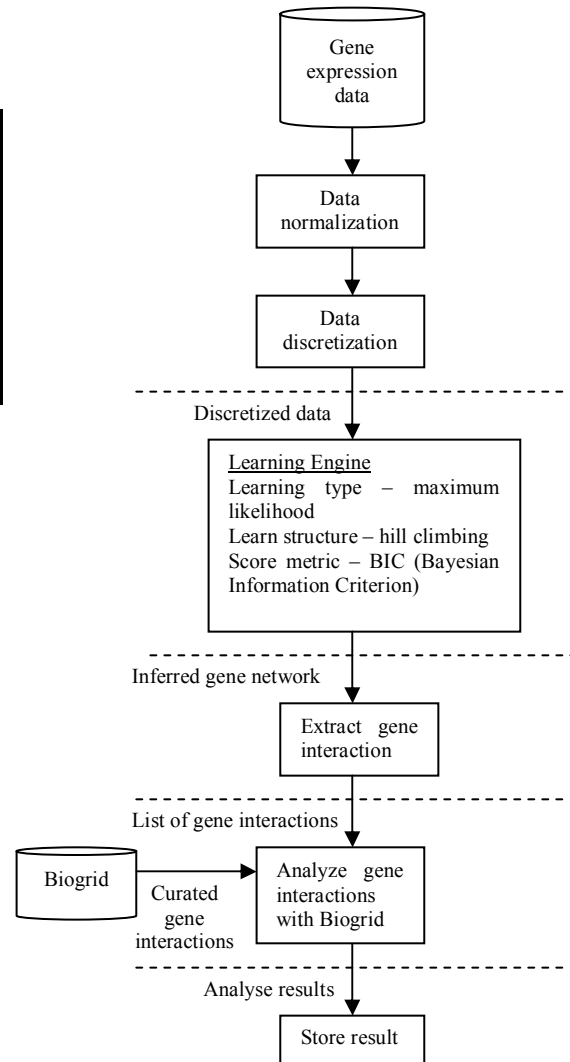 Gene
expression
data
Data
normalization
Data
discretization
Discretized data
Learning Engine
Learning type – maximum
likelihood
Learn structure – hill climbing
Score metric – BIC (Bayesian
Information Criterion)
Inferred gene network
Extract gene
interaction
List of gene interactions
Biogrid
Curated
gene
interactions
Analyze gene
interactions
with Biogrid
Analyse results
Store result